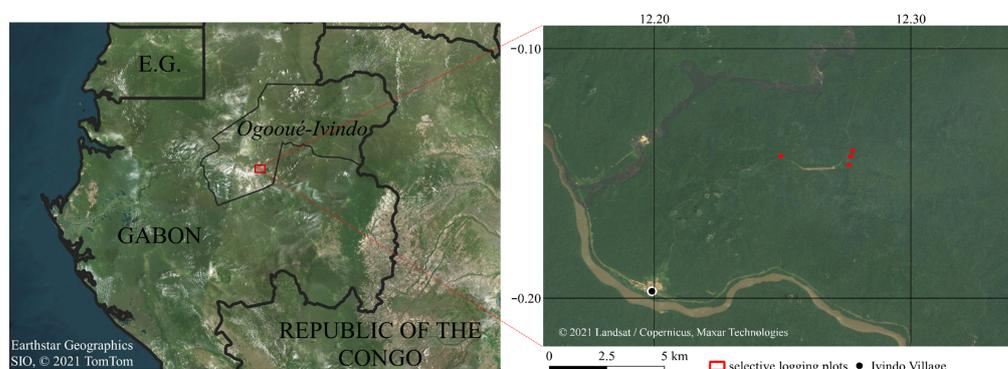 E.G.
Ogooué-Ivindo
GABON
REPUBLIC OF THE
CONGO
Earthstar Geographics
SIO, © 2021 TomTom
12.20 12.30
−0.10
−0.20
© 2021 Landsat / Copernicus, Maxar Technologies
0 2.5 5 km
selective logging plots
Ivindo Village